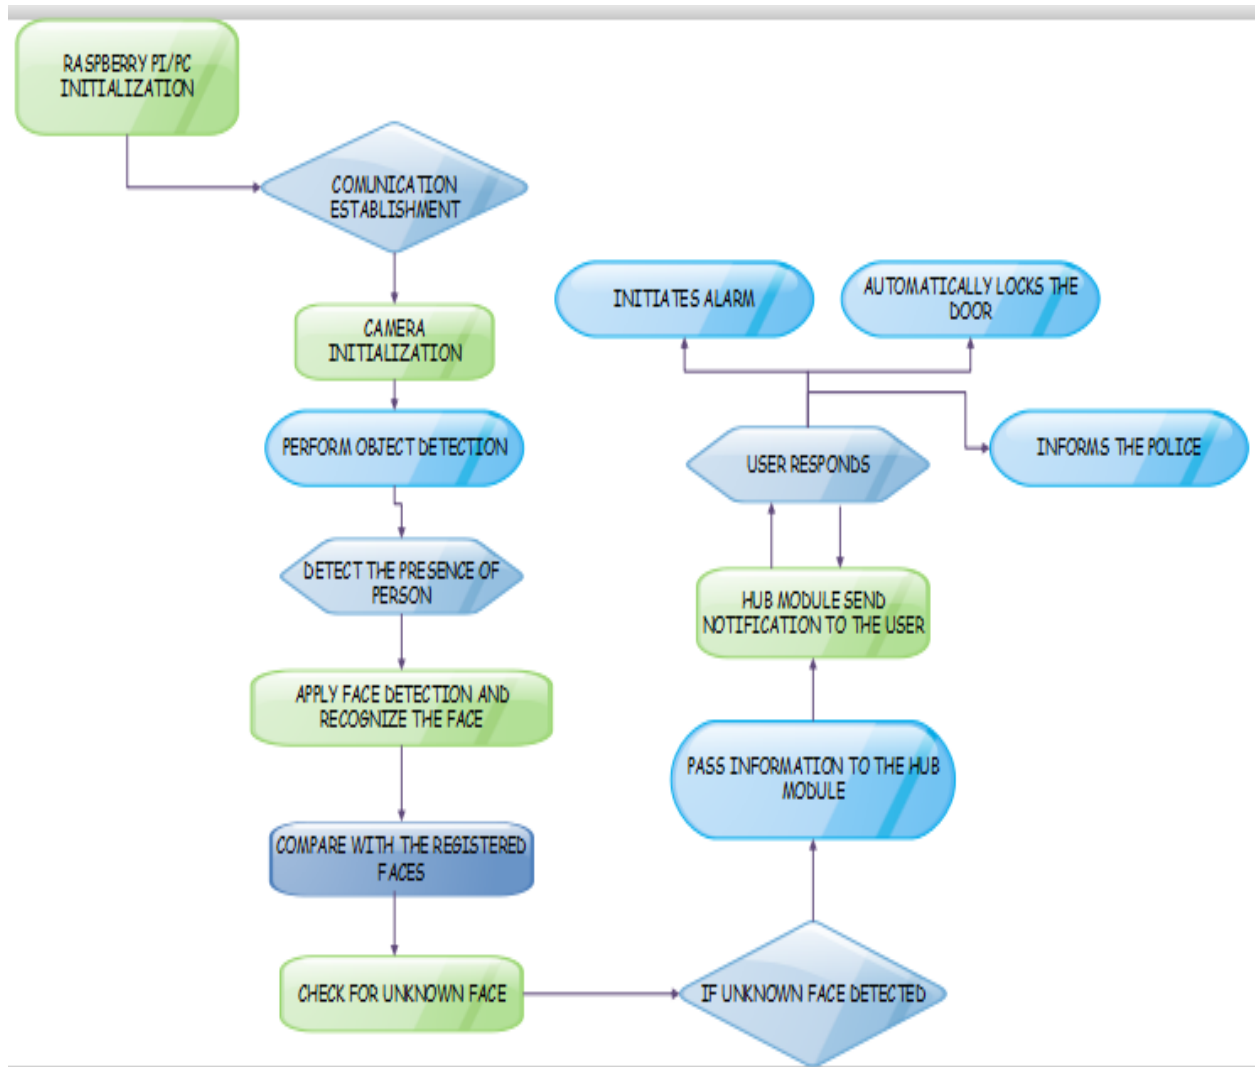 RASPBERRY PI/PC
INITIALIZATION
COMUNICATION
ESTABLISHMENT
CAMERA
INITIALIZATION
PERFORM OBJECT DETECTION
DETECT THE PRESENCE OF
PERSON
APPLY FACE DETECTION AND
RECOGNIZE THE FACE
COMPARE WITH THE REGISTERED
FACES
CHECK FOR UNKNOWN FACE
IF UNKNOWN FACE DETECTED
PASS INFORMATION TO THE HUB
MODULE
HUB MODULE SEND
NOTIFICATION TO THE USER
USER RESPONDS
INITIATES ALARM
AUTOMATICALLY LOCKS THE
DOOR
INFORMS THE POLICE